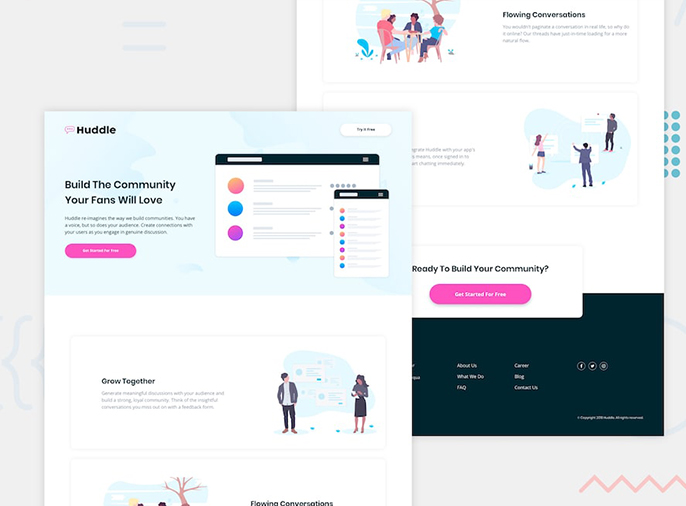 Flowing Conversations
You wouldn't paginate a conversation in real life, so why do
it online? Our threads have just-in-time loading for a more
natural flow.
Huddle
Try It Free
Build The Community
Your Fans Will Love
Huddle re-imagines the way we build communities. You have
a voice, but so does your audience. Create connections with
your users as you engage in genuine discussion.
Get Started For Free
grate Huddle with your app's
means, once signed in to
chatting immediately.
Ready To Build Your Community?
Get Started For Free
Grow Together
Generate meaningful discussions with your audience and
build a strong, loyal community. Think of the insightful
conversations you miss out on with a feedback form.
About Us
What We Do
FAQ
Career
Blog
Contact Us
© Copyright 2018 Huddle. All rights reserved.
Flowing Conversations